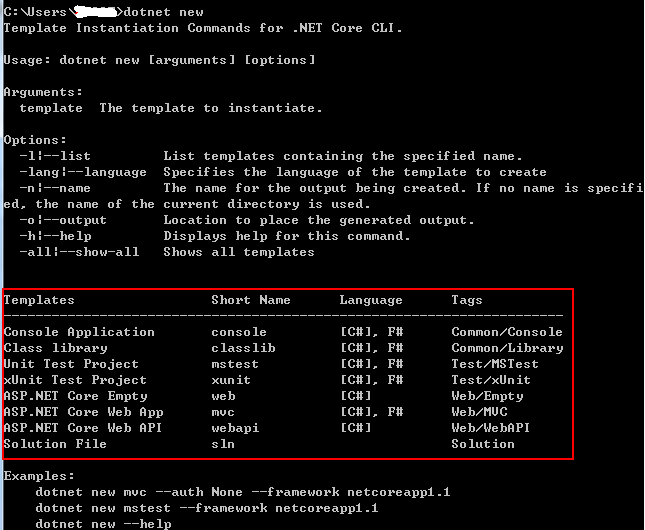 C:\Users\ >dotnet new
Template Instantiation Commands for .NET Core CLI.
Usage: dotnet new [arguments] [options]
Arguments:
template  The template to instantiate.
Options:
-l|--list         List templates containing the specified name.
-lang|--language  Specifies the language of the template to create
-n|--name         The name for the output being created. If no name is specifi
ed, the name of the current directory is used.
-o|--output       Location to place the generated output.
-h|--help         Displays help for this command.
-all|--show-all   Shows all templates
Templates                 Short Name      Language      Tags
----------------------------------------------------------------------
Console Application       console         [C#], F#      Common/Console
Class library             classlib        [C#], F#      Common/Library
Unit Test Project         mstest          [C#], F#      Test/MSTest
xUnit Test Project        xunit           [C#], F#      Test/xUnit
ASP.NET Core Empty        web             [C#]          Web/Empty
ASP.NET Core Web App      mvc             [C#], F#      Web/MVC
ASP.NET Core Web API      webapi          [C#]          Web/WebAPI
Solution File             sln                           Solution
Examples:
dotnet new mvc --auth None --framework netcoreapp1.1
dotnet new mstest --framework netcoreapp1.1
dotnet new --help